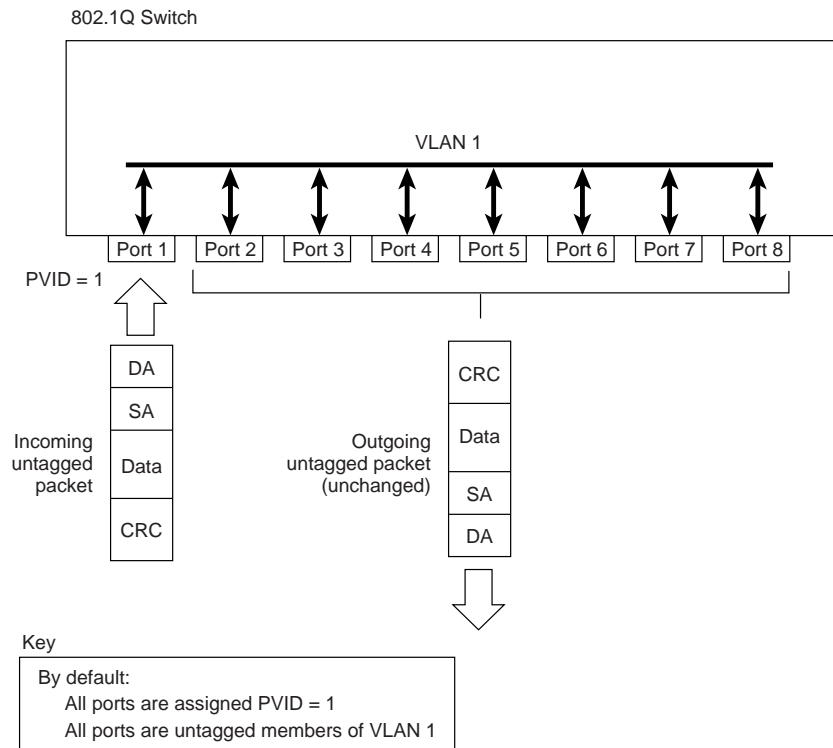 802.1Q Switch
VLAN 1
Port 1
Port 2
Port 3
Port 4
Port 5
Port 6
Port 7
Port 8
PVID = 1
DA
SA
Data
CRC
Incoming
untagged
packet
CRC
Data
SA
DA
Outgoing
untagged packet
(unchanged)
Key
By default:
All ports are assigned PVID = 1
All ports are untagged members of VLAN 1